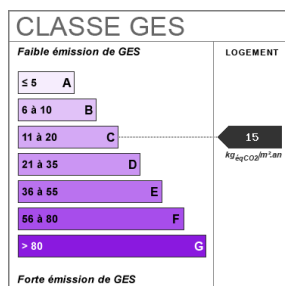 CLASSE GES
Faible émission de GES
LOGEMENT
≤ 5 A
6 à 10 B
11 à 20 C
15
kgéqCO2/m².an
21 à 35 D
36 à 55 E
56 à 80 F
> 80 G
Forte émission de GES